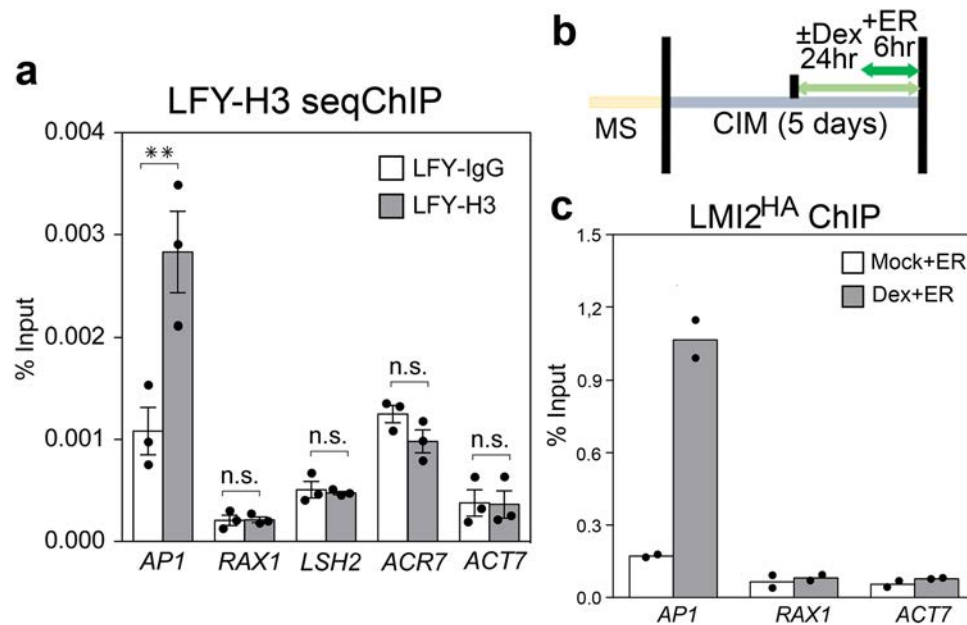 a
LFY-H3 seqChIP
0.004
0.003
0.002
0.001
0.000
% Input
**
n.s.
n.s.
n.s.
n.s.
LFY-IgG
LFY-H3
AP1 RAX1 LSH2 ACR7 ACT7
b
±Dex +ER
24hr 6hr
MS CIM (5 days)
c
LMI2HA ChIP
1.5
1,2
0.9
0.6
0.3
0.0
% Input
Mock+ER
Dex+ER
AP1 RAX1 ACT7